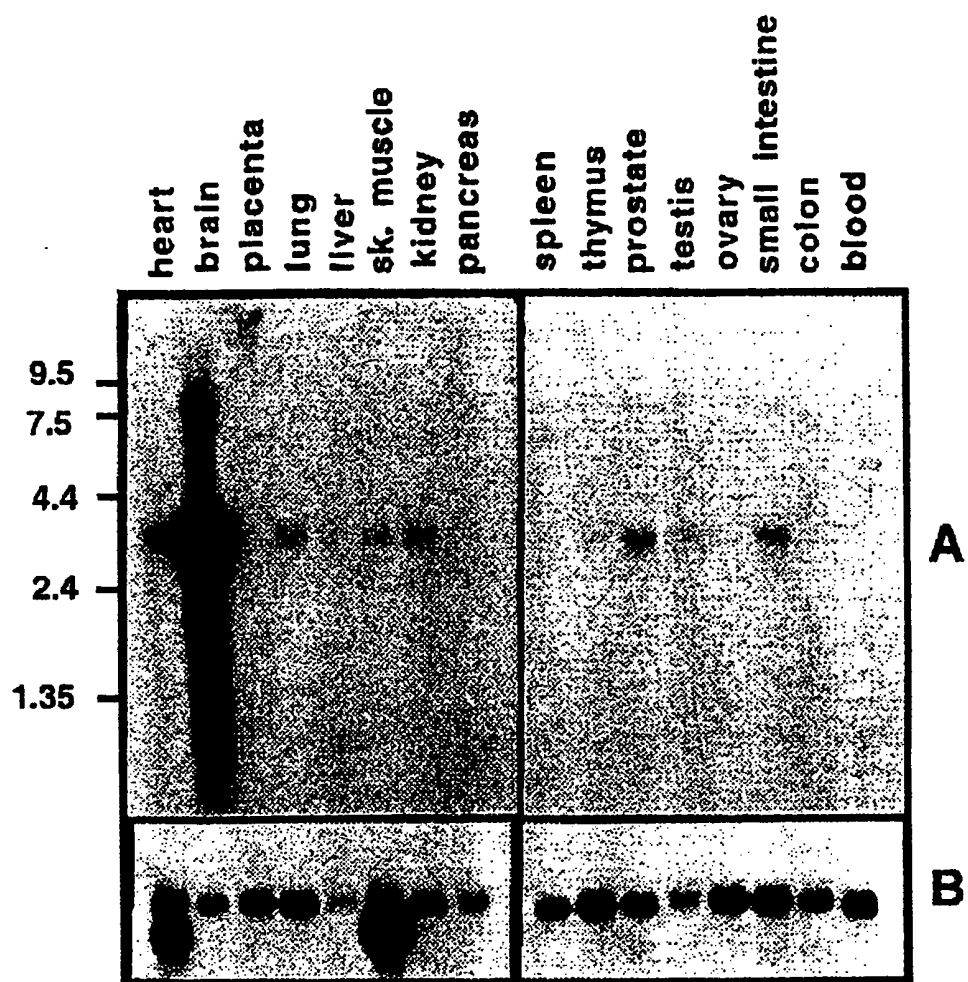 heart
brain
placenta
lung
liver
sk. muscle
kidney
pancreas
spleen
thymus
prostate
testis
ovary
small intestine
colon
blood
9.5
7.5
4.4
2.4
1.35
A
B